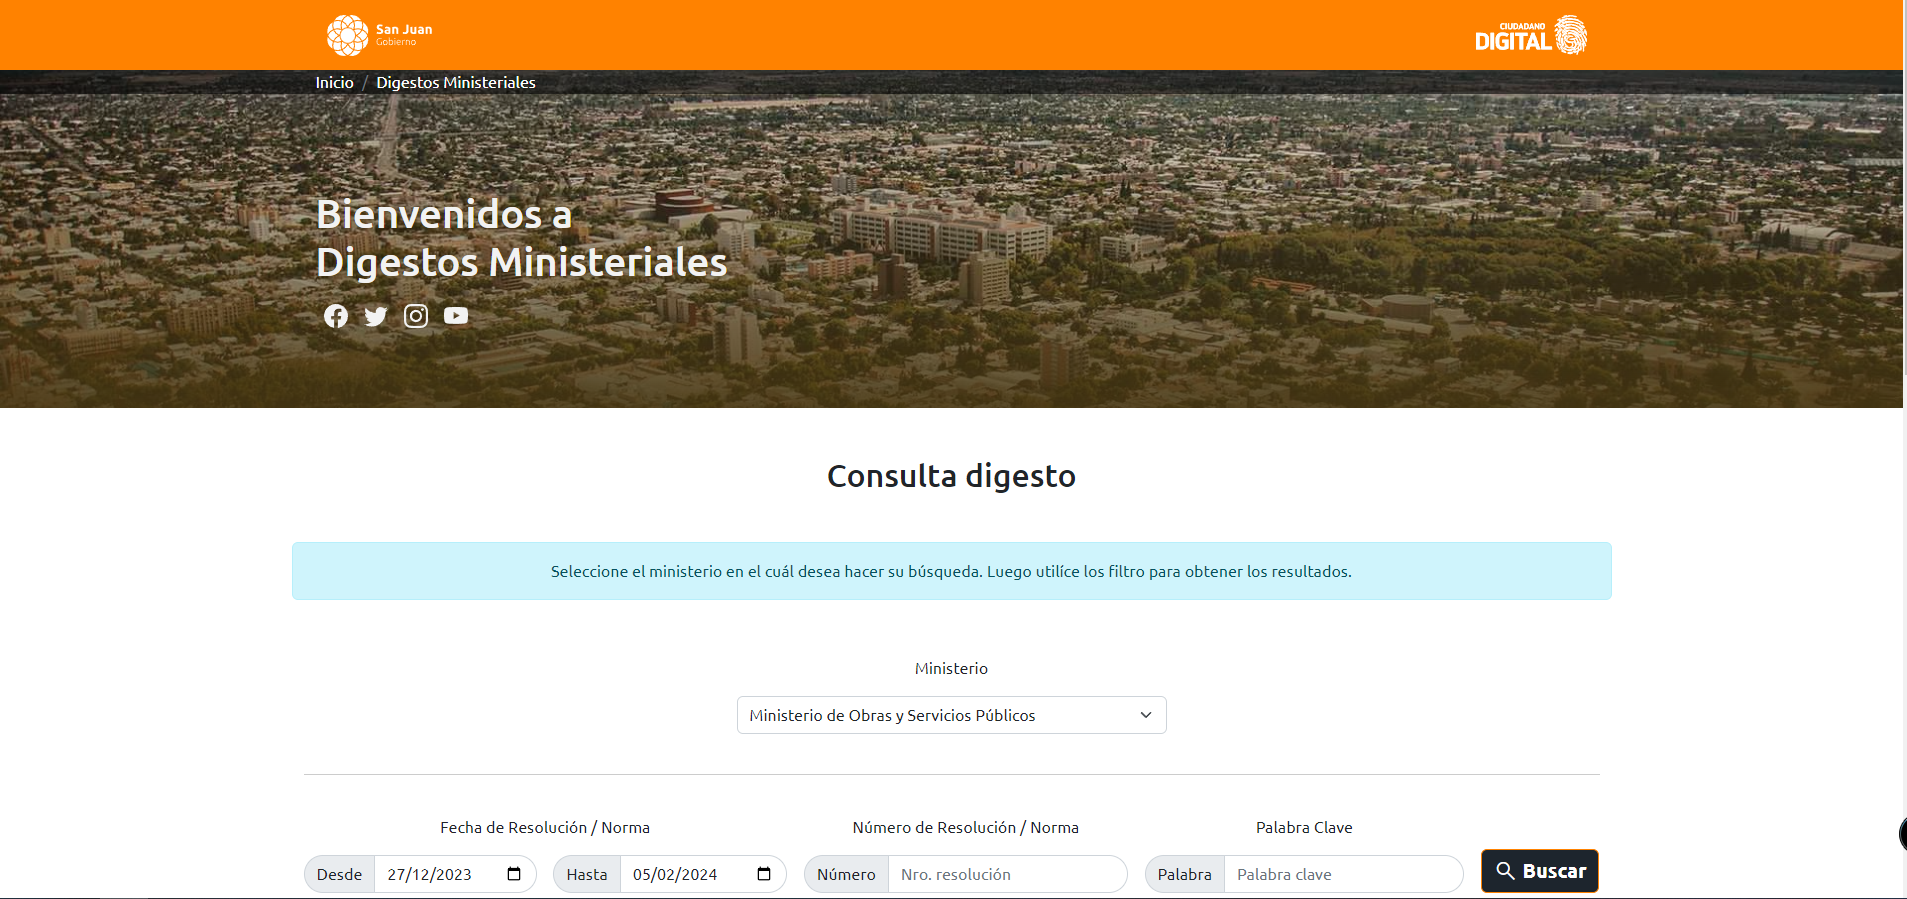 San Juan
Gobierno
CIUDADANO
DIGITAL
Inicio / Digestos Ministeriales
Bienvenidos a
Digestos Ministeriales
Consulta digesto
Seleccione el ministerio en el cuál desea hacer su búsqueda. Luego utilíce los filtro para obtener los resultados.
Ministerio
Ministerio de Obras y Servicios Públicos
Fecha de Resolución / Norma
Número de Resolución / Norma
Palabra Clave
Desde 27/12/2023 Hasta 05/02/2024 Número Nro. resolución Palabra Palabra clave Buscar